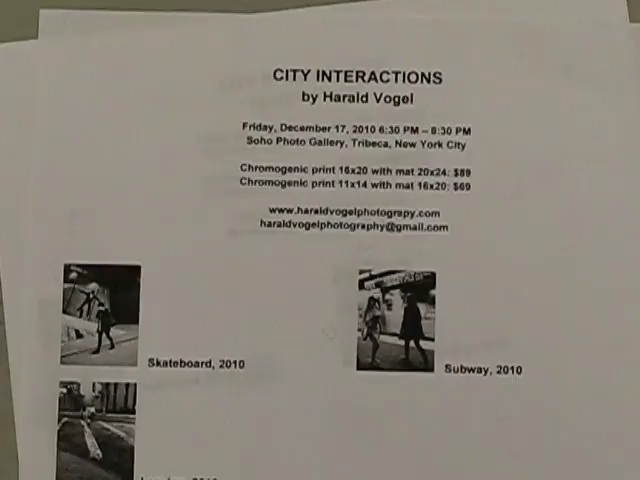 CITY INTERACTIONS
by Harald Vogel
Friday, December 17, 2010 6:30 PM – 8:30 PM
Soho Photo Gallery, Tribeca, New York City
Chromogenic print 16x20 with mat 20x24: $89
Chromogenic print 11x14 with mat 16x20: $69
www.haraldvogelphotograpy.com
haraldvogelphotography@gmail.com
Skateboard, 2010
Subway, 2010